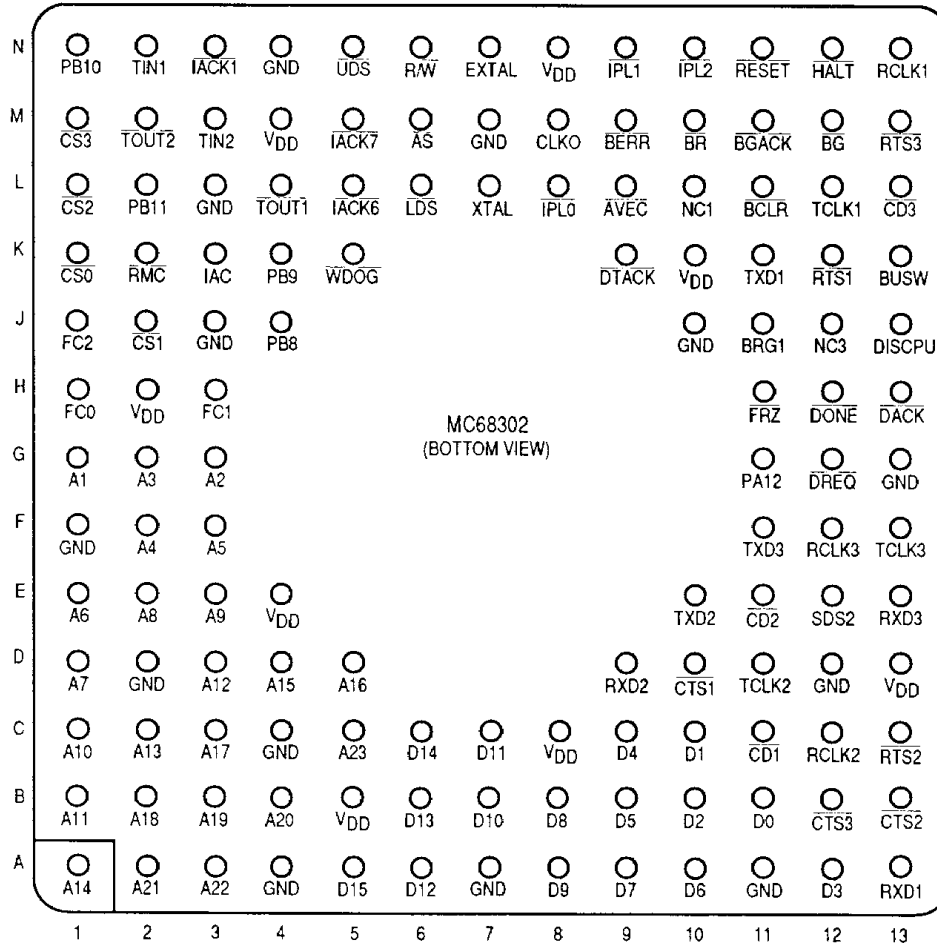 N
PB10 TIN1 IACK1 GND UDS R/W EXTAL VDD IPL1 IPL2 RESET HALT RCLK1
M
CS3 TOUT2 TIN2 VDD IACK7 AS GND CLKO BERR BR BGACK BG RTS3
L
CS2 PB11 GND TOUT1 IACK6 LDS XTAL IPL0 AVEC NC1 BCLR TCLK1 CD3
K
CS0 RMC IAC PB9 WDOG DTACK VDD TXD1 RTS1 BUSW
J
FC2 CS1 GND PB8 GND BRG1 NC3 DISCPU
H
FC0 VDD FC1 FRZ DONE DACK
MC68302
(BOTTOM VIEW)
G
A1 A3 A2 PA12 DREQ GND
F
GND A4 A5 TXD3 RCLK3 TCLK3
E
A6 A8 A9 VDD TXD2 CD2 SDS2 RXD3
D
A7 GND A12 A15 A16 RXD2 CTS1 TCLK2 GND VDD
C
A10 A13 A17 GND A23 D14 D11 VDD D4 D1 CD1 RCLK2 RTS2
B
A11 A18 A19 A20 VDD D13 D10 D8 D5 D2 D0 CTS3 CTS2
A
A14 A21 A22 GND D15 D12 GND D9 D7 D6 GND D3 RXD1
1 2 3 4 5 6 7 8 9 10 11 12 13